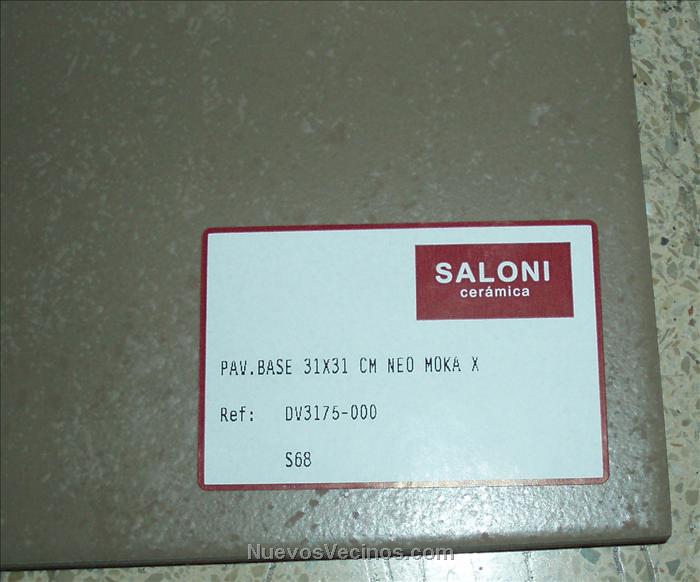 SALONI
cerámica
PAV.BASE 31X31 CM NEO MOKA X
Ref: DV3175-000
S68
NuevosVecinos.com